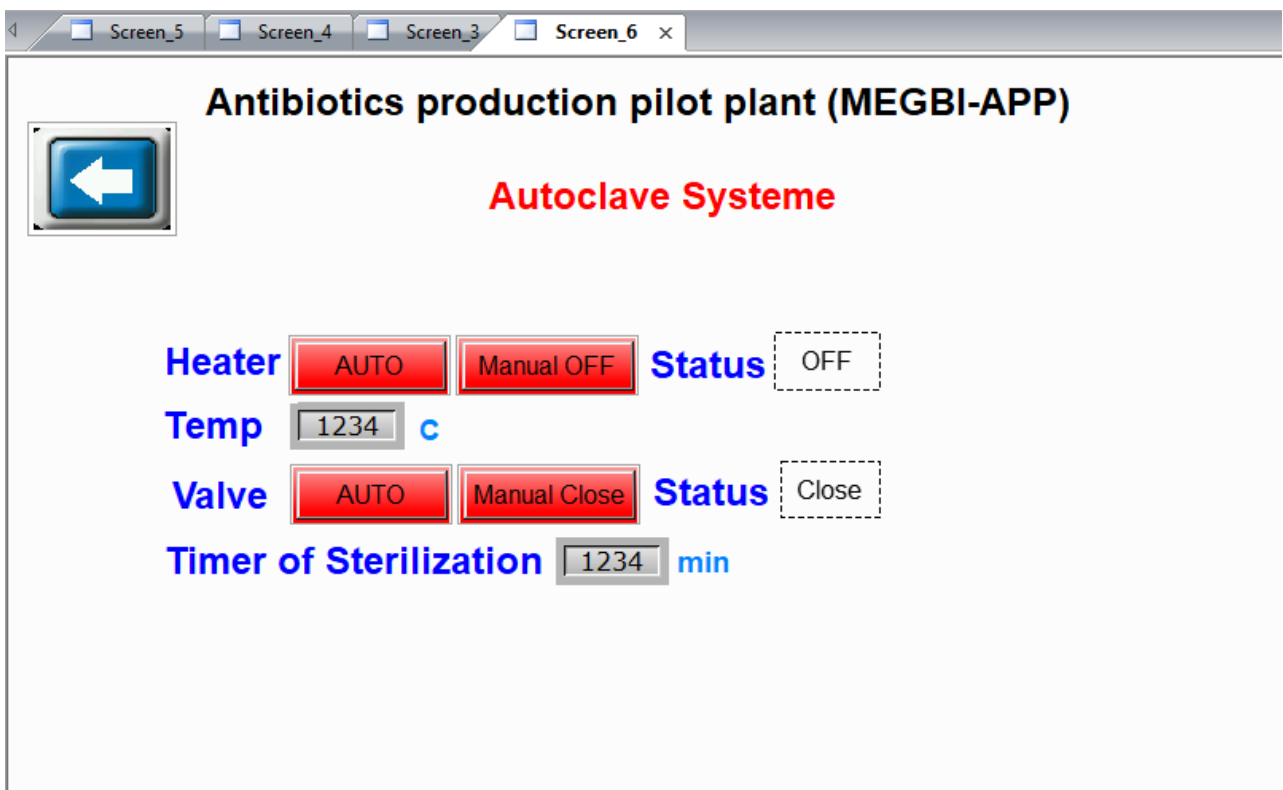 Screen_5 Screen_4 Screen_3 Screen_6 ×
Antibiotics production pilot plant (MEGBI-APP)
Autoclave Systeme
Heater AUTO Manual OFF Status OFF
Temp 1234 C
Valve AUTO Manual Close Status Close
Timer of Sterilization 1234 min